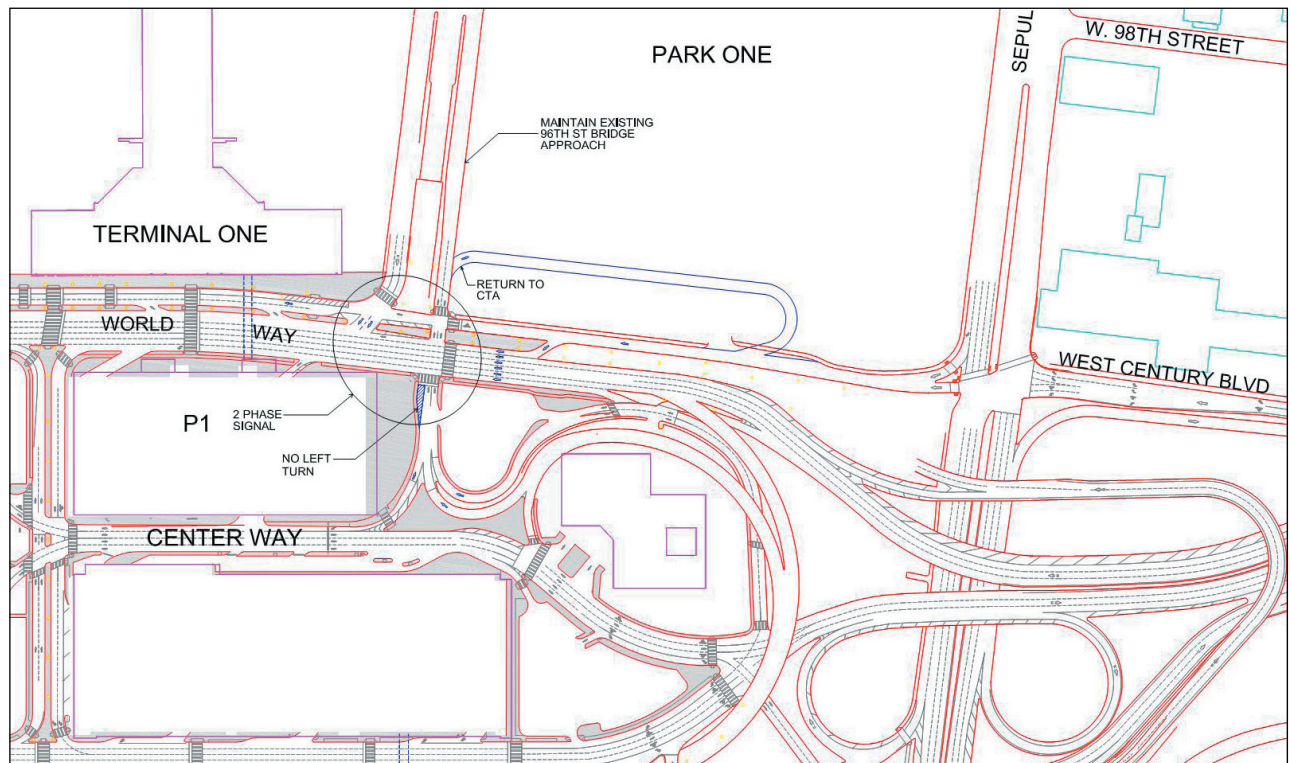 PARK ONE
SEPUL
W. 98TH STREET
MAINTAIN EXISTING
96TH ST BRIDGE
APPROACH
TERMINAL ONE
RETURN TO
CTA
WORLD WAY
WEST CENTURY BLVD
P1
2 PHASE
SIGNAL
NO LEFT
TURN
CENTER WAY